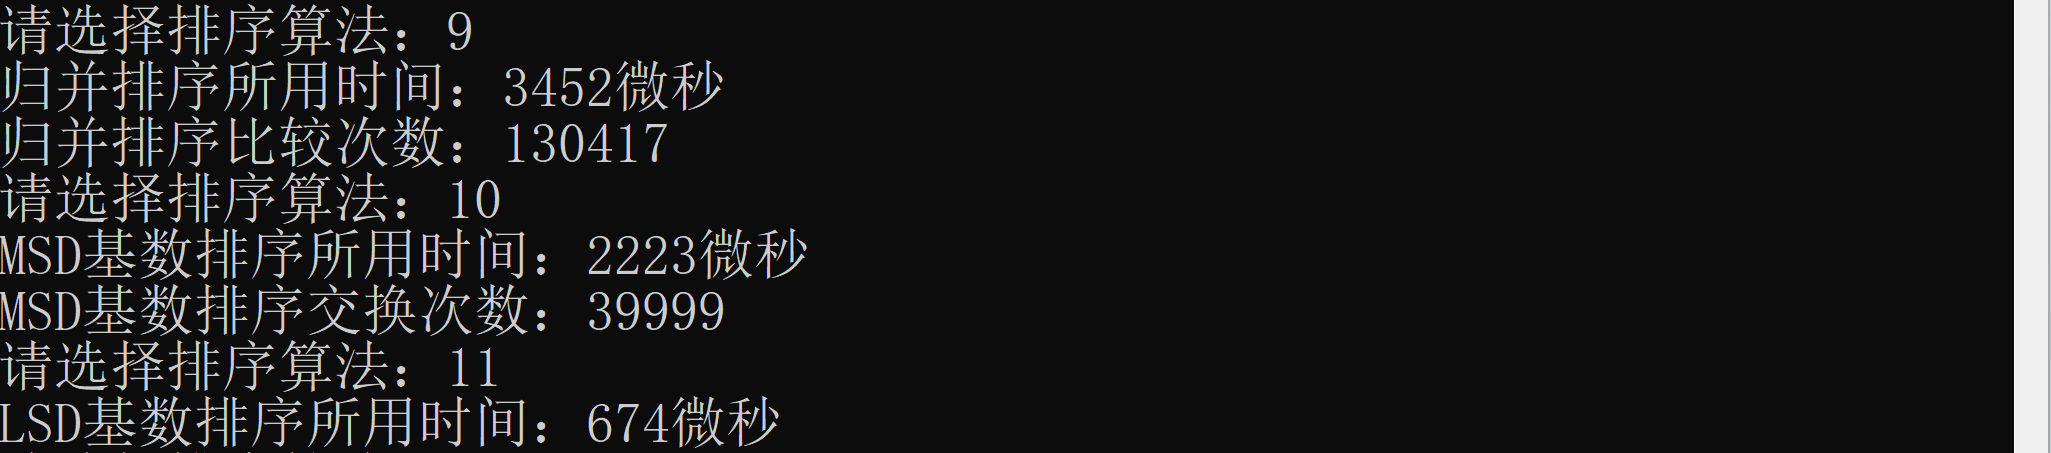 请选择排序算法：9
归并排序所用时间：3452微秒
归并排序比较次数：130417
请选择排序算法：10
MSD基数排序所用时间：2223微秒
MSD基数排序交换次数：39999
请选择排序算法：11
LSD基数排序所用时间：674微秒